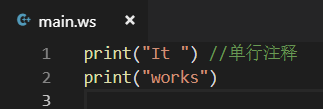 main.ws ×
1 print("It ") //单行注释
2 print("works")
3